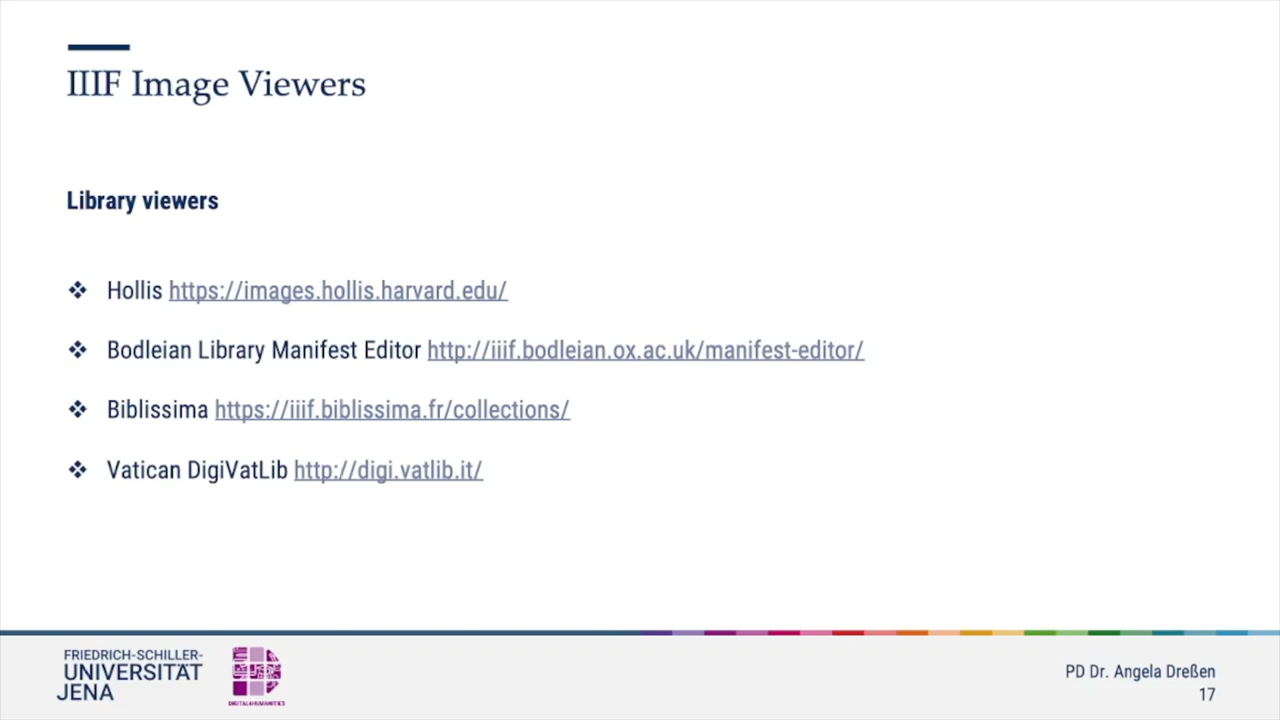 IIIF Image Viewers
Library viewers
❖ Hollis https://images.hollis.harvard.edu/
❖ Bodleian Library Manifest Editor http://iiif.bodleian.ox.ac.uk/manifest-editor/
❖ Biblissima https://iiif.biblissima.fr/collections/
❖ Vatican DigiVatLib http://digi.vatlib.it/
FRIEDRICH-SCHILLER-
UNIVERSITÄT
JENA
DIGITAL4HUMANITIES
PD Dr. Angela Dreßen
17